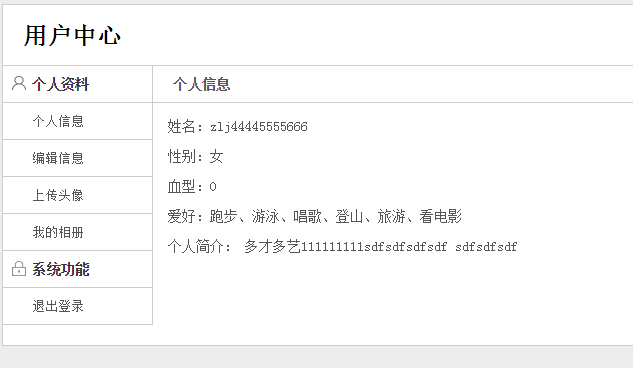 用户中心
个人资料
个人信息
编辑信息
上传头像
我的相册
系统功能
退出登录
个人信息
姓名：zlj44445555666
性别：女
血型：O
爱好：跑步、游泳、唱歌、登山、旅游、看电影
个人简介： 多才多艺111111111sdfsdfsdfsdf sdfsdfsdf